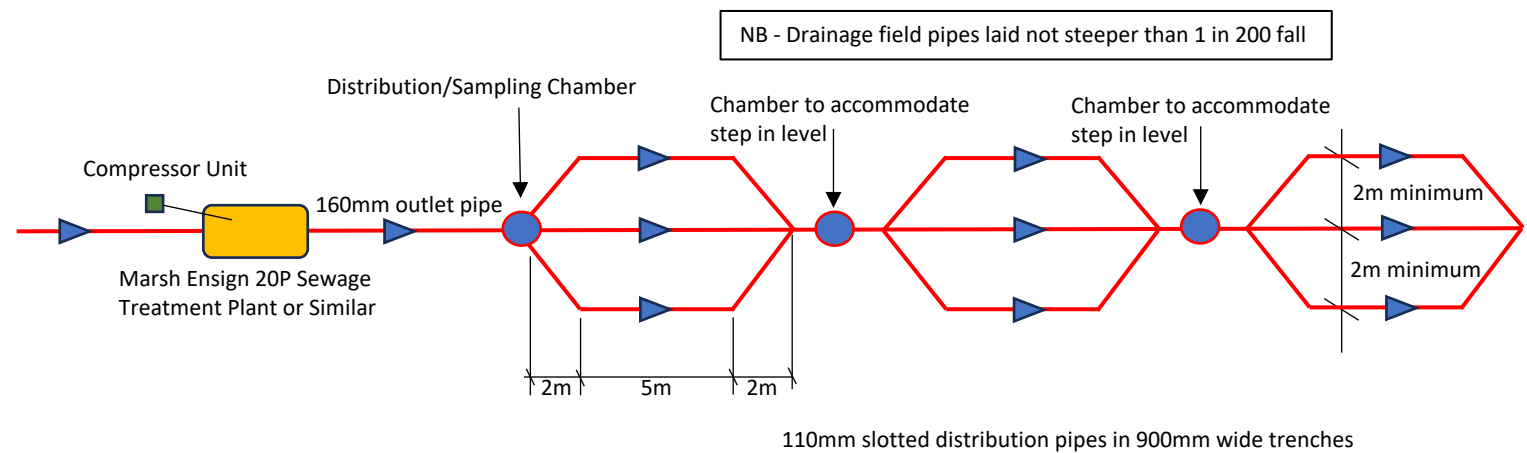 NB - Drainage field pipes laid not steeper than 1 in 200 fall
Distribution/Sampling Chamber
Chamber to accommodate
step in level
Chamber to accommodate
step in level
Compressor Unit
160mm outlet pipe
2m minimum
2m minimum
Marsh Ensign 20P Sewage
Treatment Plant or Similar
2m
5m
2m
110mm slotted distribution pipes in 900mm wide trenches